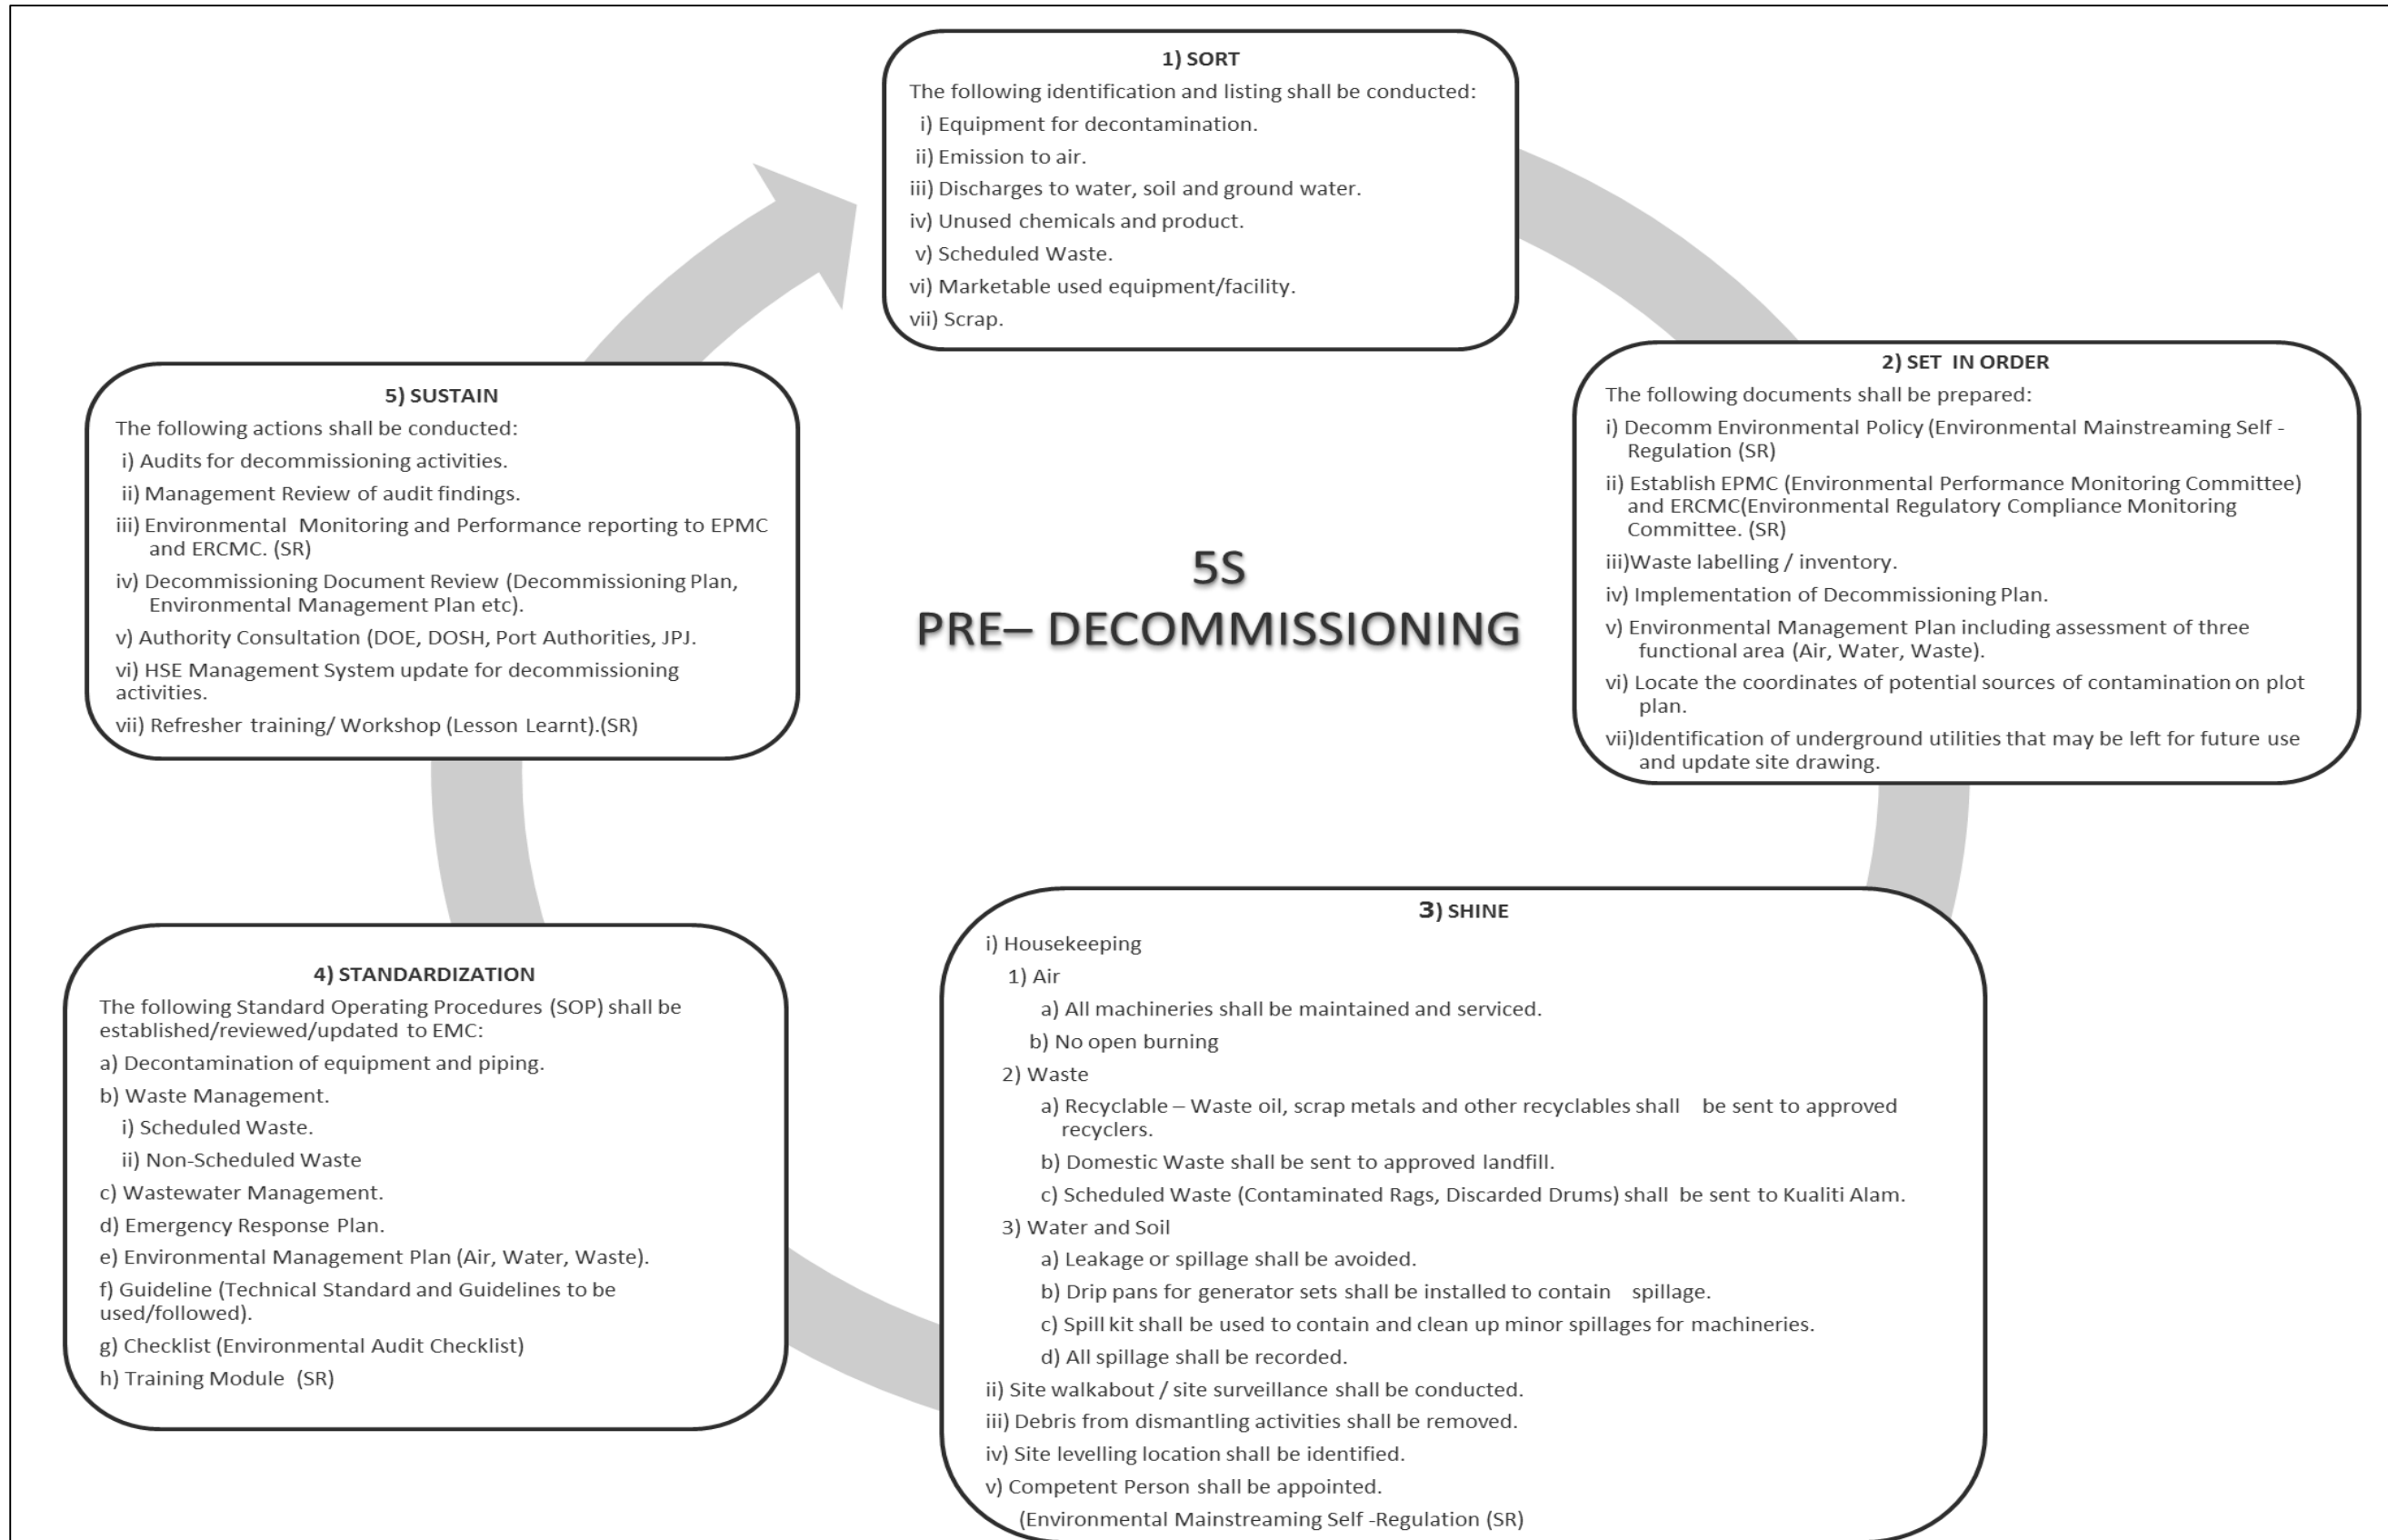 1) SORT
The following identification and listing shall be conducted:
i) Equipment for decontamination.
ii) Emission to air.
iii) Discharges to water, soil and ground water.
iv) Unused chemicals and product.
v) Scheduled Waste.
vi) Marketable used equipment/facility.
vii) Scrap.
2) SET IN ORDER
The following documents shall be prepared:
i) Decomm Environmental Policy (Environmental Mainstreaming Self -
Regulation (SR)
ii) Establish EPMC (Environmental Performance Monitoring Committee)
and ERCMC(Environmental Regulatory Compliance Monitoring
Committee. (SR)
iii)Waste labelling / inventory.
iv) Implementation of Decommissioning Plan.
v) Environmental Management Plan including assessment of three
functional area (Air, Water, Waste).
vi) Locate the coordinates of potential sources of contamination on plot
plan.
vii)Identification of underground utilities that may be left for future use
and update site drawing.
3) SHINE
i) Housekeeping
1) Air
a) All machineries shall be maintained and serviced.
b) No open burning
2) Waste
a) Recyclable – Waste oil, scrap metals and other recyclables shall be sent to approved
recyclers.
b) Domestic Waste shall be sent to approved landfill.
c) Scheduled Waste (Contaminated Rags, Discarded Drums) shall be sent to Kualiti Alam.
3) Water and Soil
a) Leakage or spillage shall be avoided.
b) Drip pans for generator sets shall be installed to contain spillage.
c) Spill kit shall be used to contain and clean up minor spillages for machineries.
d) All spillage shall be recorded.
ii) Site walkabout / site surveillance shall be conducted.
iii) Debris from dismantling activities shall be removed.
iv) Site levelling location shall be identified.
v) Competent Person shall be appointed.
(Environmental Mainstreaming Self -Regulation (SR)
4) STANDARDIZATION
The following Standard Operating Procedures (SOP) shall be
established/reviewed/updated to EMC:
a) Decontamination of equipment and piping.
b) Waste Management.
i) Scheduled Waste.
ii) Non-Scheduled Waste
c) Wastewater Management.
d) Emergency Response Plan.
e) Environmental Management Plan (Air, Water, Waste).
f) Guideline (Technical Standard and Guidelines to be
used/followed).
g) Checklist (Environmental Audit Checklist)
h) Training Module (SR)
5) SUSTAIN
The following actions shall be conducted:
i) Audits for decommissioning activities.
ii) Management Review of audit findings.
iii) Environmental Monitoring and Performance reporting to EPMC
and ERCMC. (SR)
iv) Decommissioning Document Review (Decommissioning Plan,
Environmental Management Plan etc).
v) Authority Consultation (DOE, DOSH, Port Authorities, JPJ.
vi) HSE Management System update for decommissioning
activities.
vii) Refresher training/ Workshop (Lesson Learnt).(SR)
5S
PRE– DECOMMISSIONING